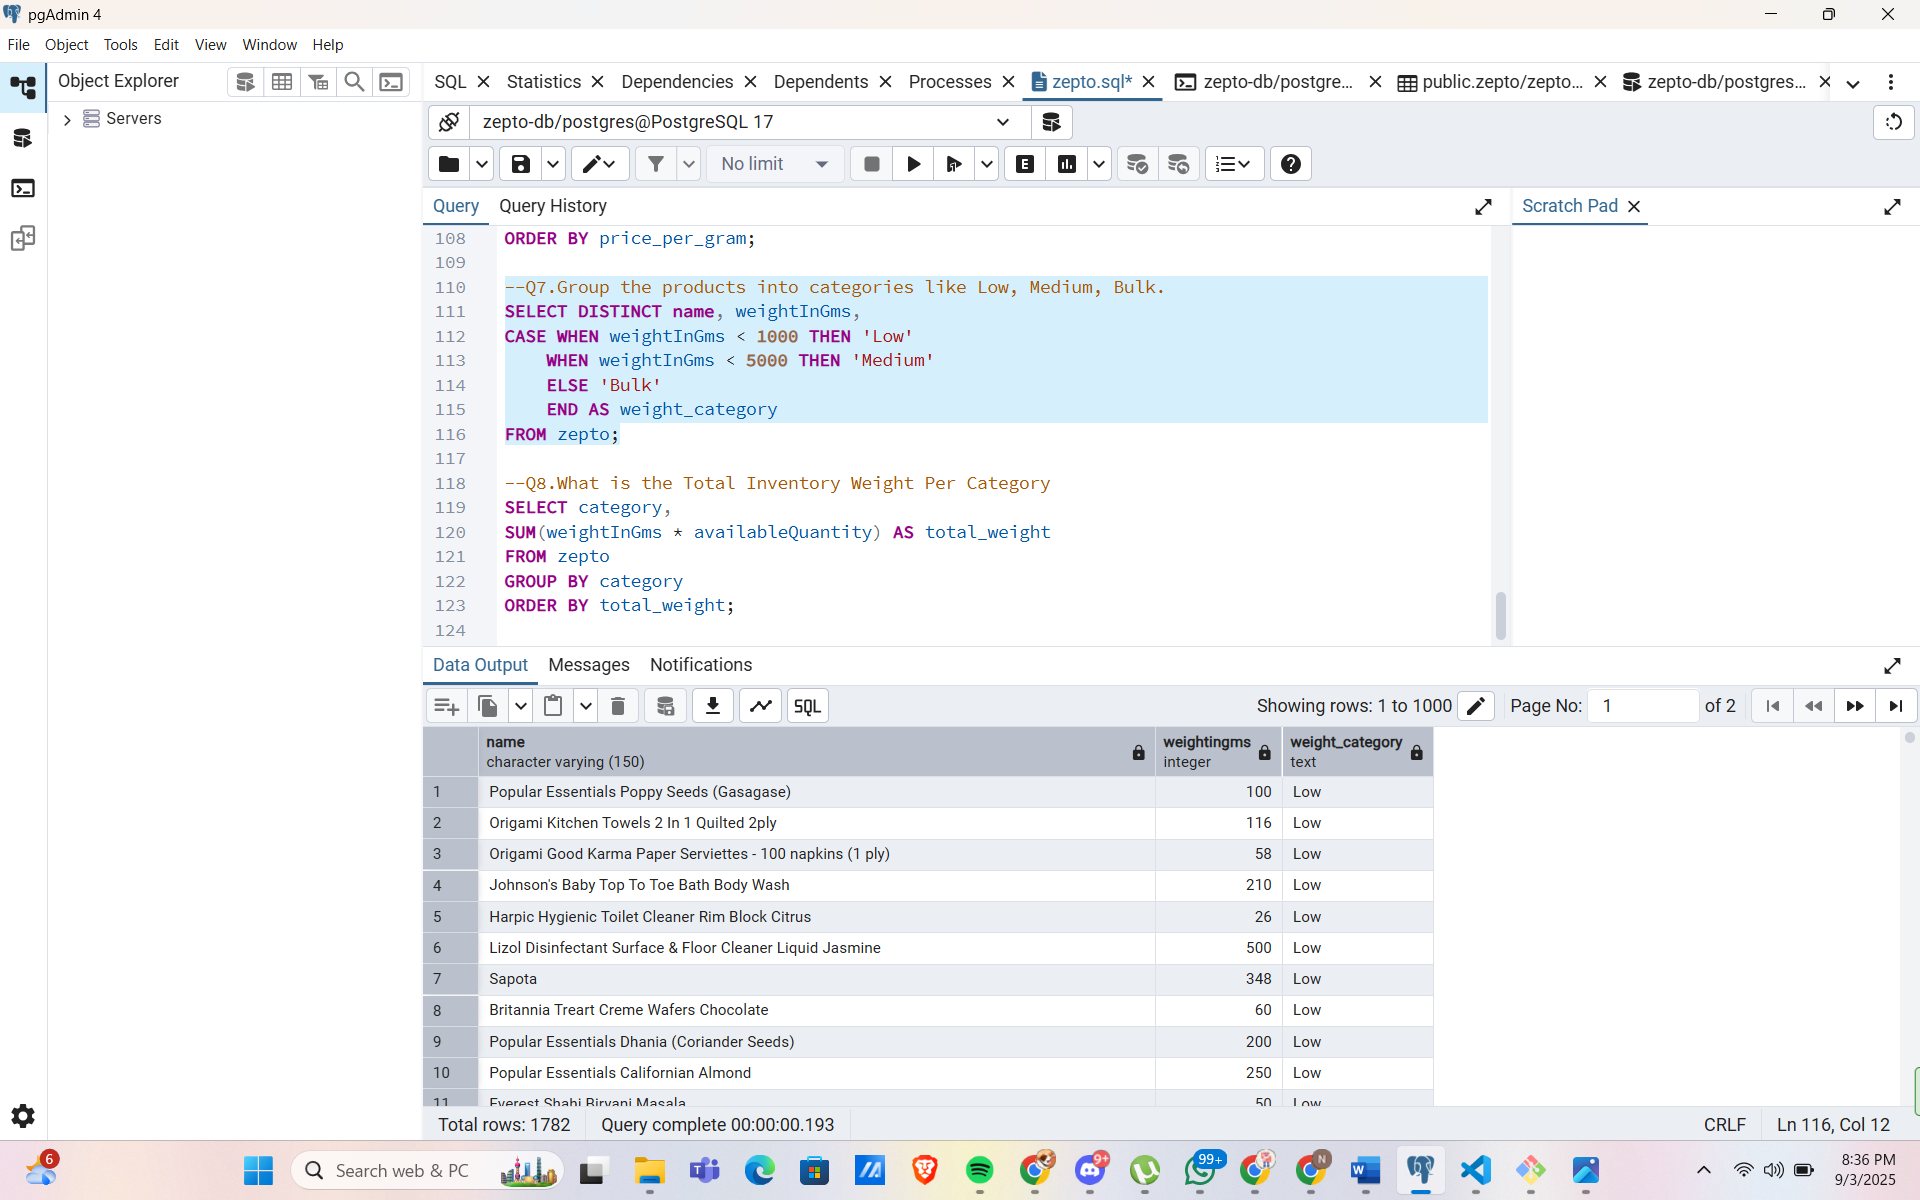 pgAdmin 4
File Object Tools Edit View Window Help
Object Explorer
Servers
SQL Statistics Dependencies Dependents Processes zepto.sql* zepto-db/postgre... public.zepto/zepto... zepto-db/postgres...
zepto-db/postgres@PostgreSQL 17
No limit
Query Query History
Scratch Pad
108 ORDER BY price_per_gram;
109
110 --Q7.Group the products into categories like Low, Medium, Bulk.
111 SELECT DISTINCT name, weightInGms,
112 CASE WHEN weightInGms < 1000 THEN 'Low'
113 WHEN weightInGms < 5000 THEN 'Medium'
114 ELSE 'Bulk'
115 END AS weight_category
116 FROM zepto;
117
118 --Q8.What is the Total Inventory Weight Per Category
119 SELECT category,
120 SUM(weightInGms * availableQuantity) AS total_weight
121 FROM zepto
122 GROUP BY category
123 ORDER BY total_weight;
124
Data Output Messages Notifications
SQL Showing rows: 1 to 1000 Page No: 1 of 2
name weightingms weight_category
character varying (150) integer text
1 Popular Essentials Poppy Seeds (Gasagase) 100 Low
2 Origami Kitchen Towels 2 In 1 Quilted 2ply 116 Low
3 Origami Good Karma Paper Serviettes - 100 napkins (1 ply) 58 Low
4 Johnson's Baby Top To Toe Bath Body Wash 210 Low
5 Harpic Hygienic Toilet Cleaner Rim Block Citrus 26 Low
6 Lizol Disinfectant Surface & Floor Cleaner Liquid Jasmine 500 Low
7 Sapota 348 Low
8 Britannia Treart Creme Wafers Chocolate 60 Low
9 Popular Essentials Dhania (Coriander Seeds) 200 Low
10 Popular Essentials Californian Almond 250 Low
11 Everest Shahi Biryani Masala 50 Low
Total rows: 1782 Query complete 00:00:00.193 CRLF Ln 116, Col 12
6
Search web & PC
9+
99+
N
8:36 PM
9/3/2025